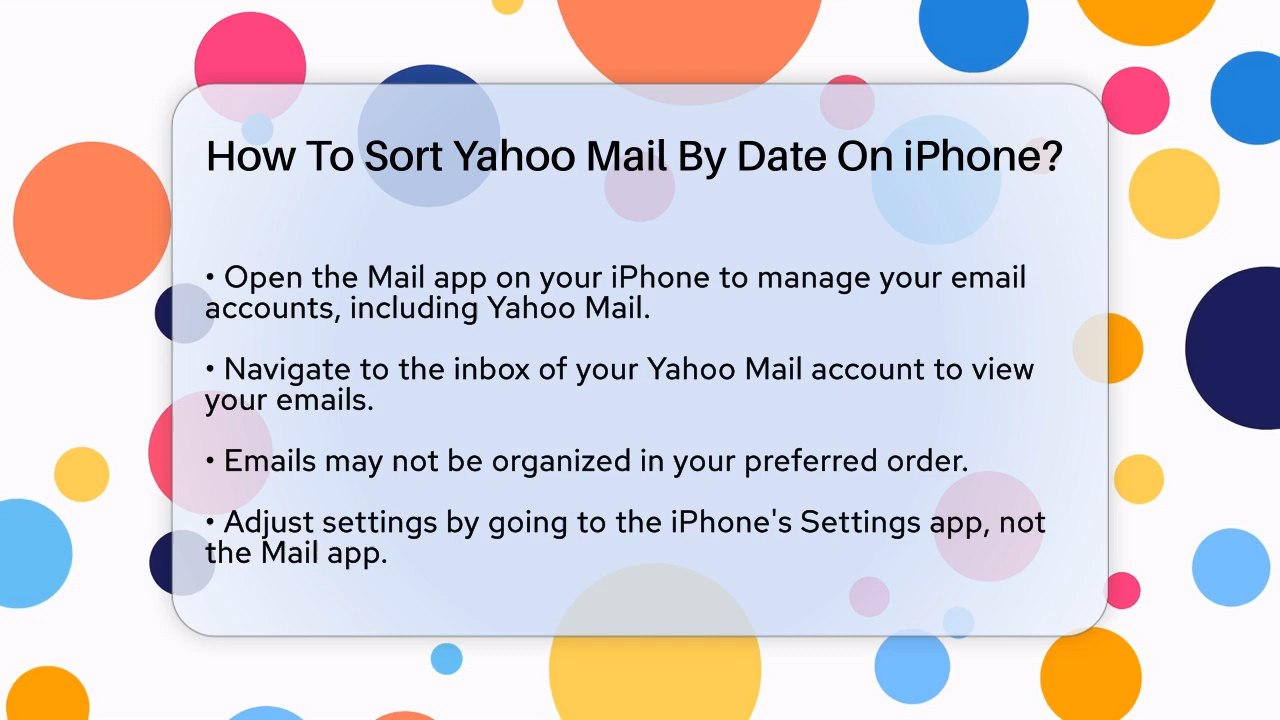 How To Sort Yahoo Mail By Date On iPhone?
• Open the Mail app on your iPhone to manage your email
accounts, including Yahoo Mail.
• Navigate to the inbox of your Yahoo Mail account to view
your emails.
• Emails may not be organized in your preferred order.
• Adjust settings by going to the iPhone's Settings app, not
the Mail app.